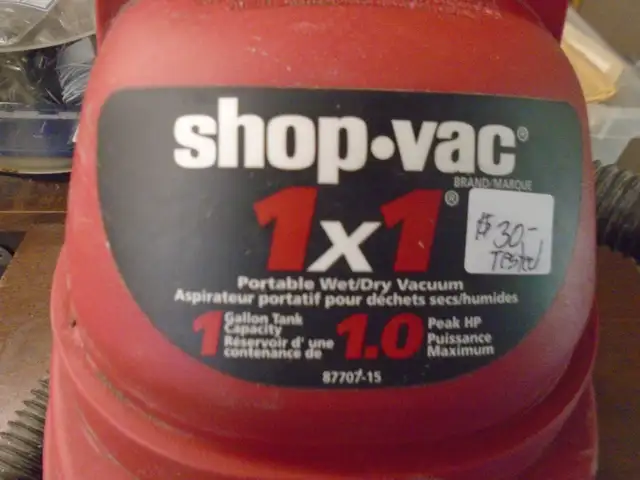 shop·vac®
BRAND/MARQUE
1x1®
$30,-
TESTED
Portable Wet/Dry Vacuum
Aspirateur portatif pour déchets secs/humides
1 Gallon Tank
Capacity
Réservoir d' une
contenance de
1.0 Peak HP
Puissance
Maximum
87707-15